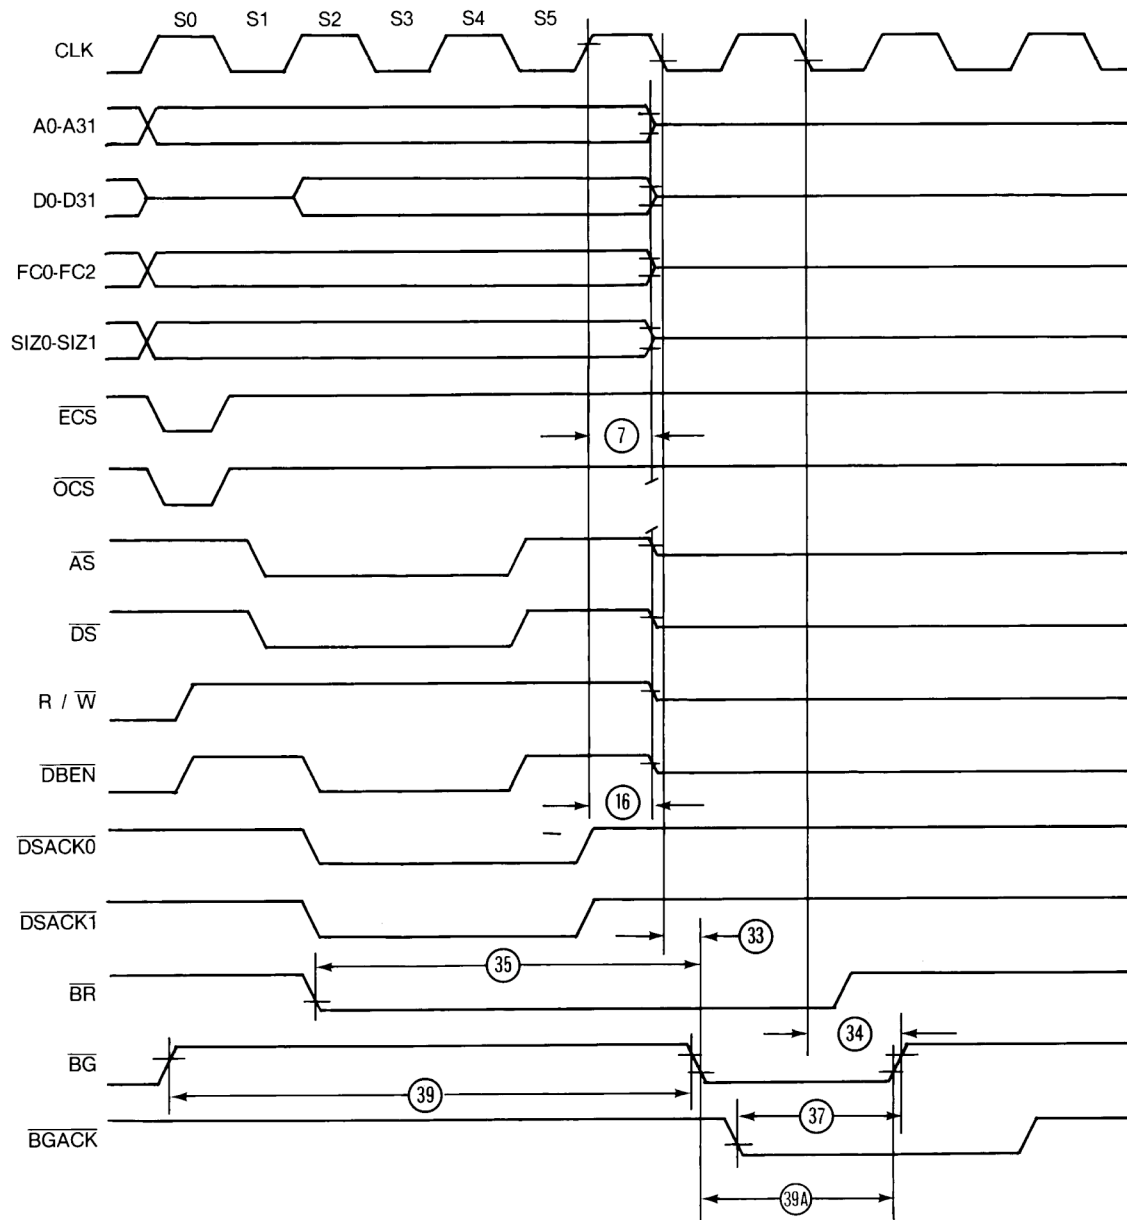 S0 S1 S2 S3 S4 S5
CLK
A0-A31
D0-D31
FC0-FC2
SIZ0-SIZ1
ECS
7
OCS
AS
DS
R / W
DBEN
16
DSACK0
DSACK1
33
35
BR
34
BG
39
37
BGACK
39A